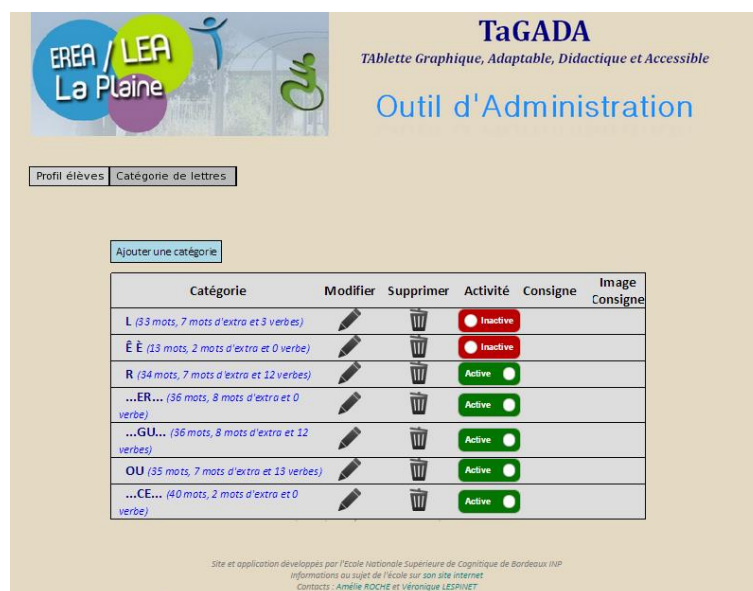 EREA / LEA
La Plaine
TaGADA
TAblette Graphique, Adaptable, Didactique et Accessible
Outil d'Administration
Profil élèves Catégorie de lettres
Ajouter une catégorie
Catégorie Modifier Supprimer Activité Consigne Image Consigne
L (33 mots, 7 mots d'extra et 3 verbes) Inactive
Ê È (13 mots, 2 mots d'extra et 0 verbe) Inactive
R (34 mots, 7 mots d'extra et 12 verbes) Active
...ER... (36 mots, 8 mots d'extra et 0
verbe) Active
...GU... (36 mots, 8 mots d'extra et 12
verbes) Active
OU (35 mots, 7 mots d'extra et 13 verbes) Active
...CE... (40 mots, 2 mots d'extra et 0
verbe) Active
Site et application développés par l'Ecole Nationale Supérieure de Cognitique de Bordeaux INP
Informations au sujet de l'école sur son site internet
Contacts : Amélie ROCHE et Véronique LESPINET